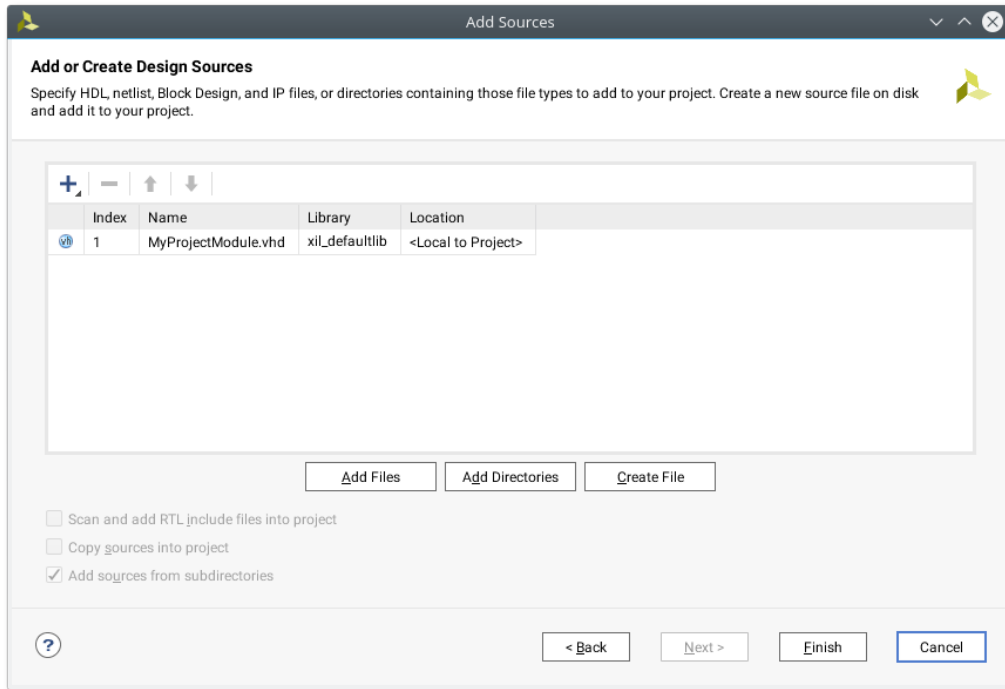 Add Sources
Add or Create Design Sources
Specify HDL, netlist, Block Design, and IP files, or directories containing those file types to add to your project. Create a new source file on disk
and add it to your project.
Index Name Library Location
vh 1 MyProjectModule.vhd xil_defaultlib <Local to Project>
Add Files Add Directories Create File
Scan and add RTL include files into project
Copy sources into project
Add sources from subdirectories
? < Back Next > Finish Cancel